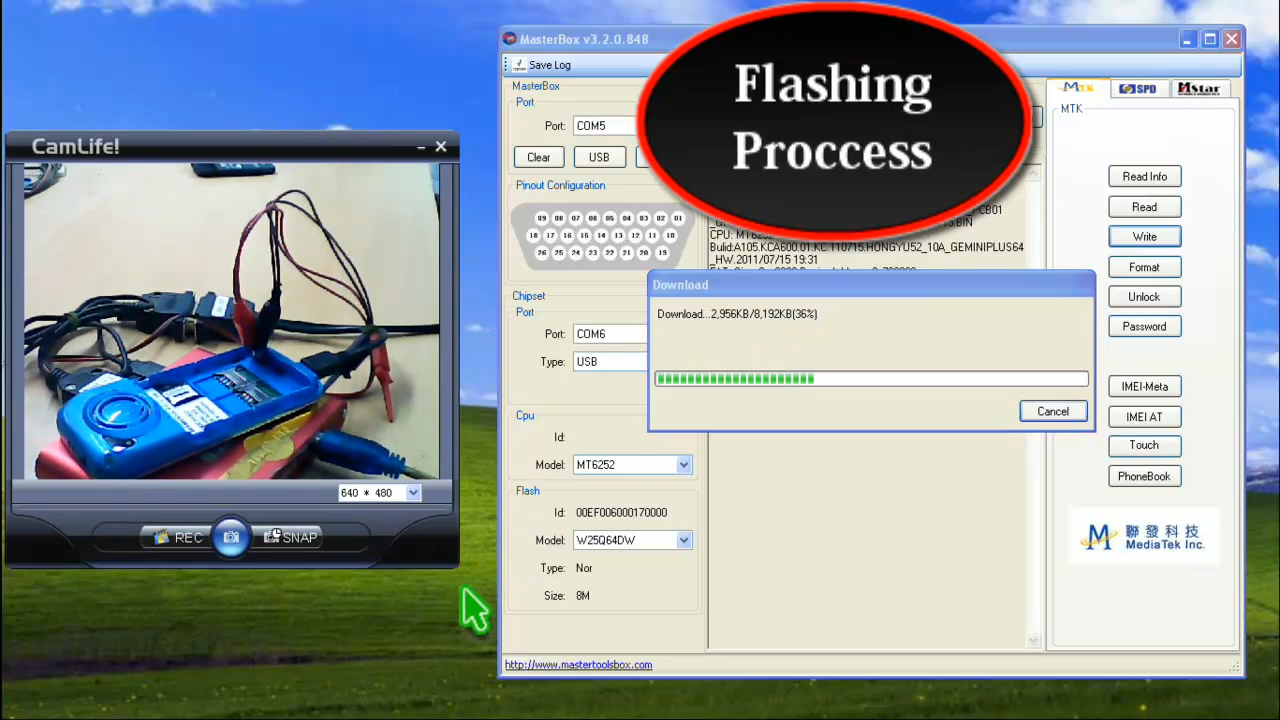 CamLife!
640 * 480
REC
SNAP
MasterBox v3.2.0.848
Save Log
MasterBox
Port
Port: COM5
Clear
USB
Pinout Configuration
09 08 07 06 05 04 03 02 01
18 17 16 15 14 13 12 11 10
26 25 24 23 22 21 20 19
Chipset
Port
Port: COM6
Type: USB
Cpu
Id:
Model: MT6252
Flash
Id: 00EF006000170000
Model: W25Q64DW
Type: Nor
Size: 8M
http://www.mastertoolsbox.com
Flashing
Proccess
_PCB01
.BIN
CPU: MT6252
Bulid:A105.KCA600.01.KC.110715.HONGYU52_10A_GEMINIPLUS64
_HW.2011/07/15 19:31
Download
Download...2,956KB/8,192KB(36%)
Cancel
MTK
SPD
Mstar
MTK
Read Info
Read
Write
Format
Unlock
Password
IMEI-Meta
IMEI AT
Touch
PhoneBook
聯發科技
MediaTek Inc.